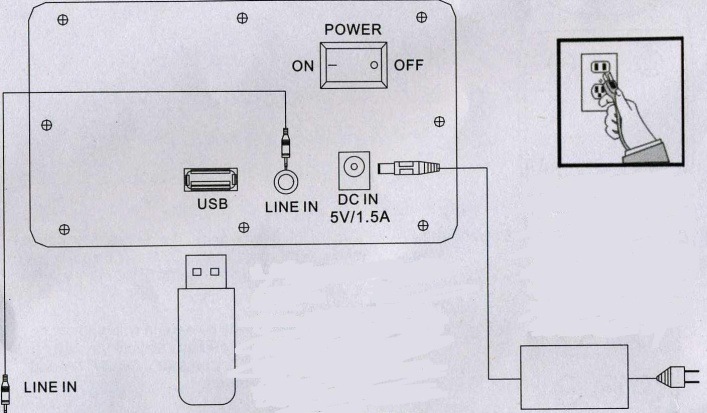 POWER
ON OFF
USB
LINE IN
DC IN
5V/1.5A
LINE IN